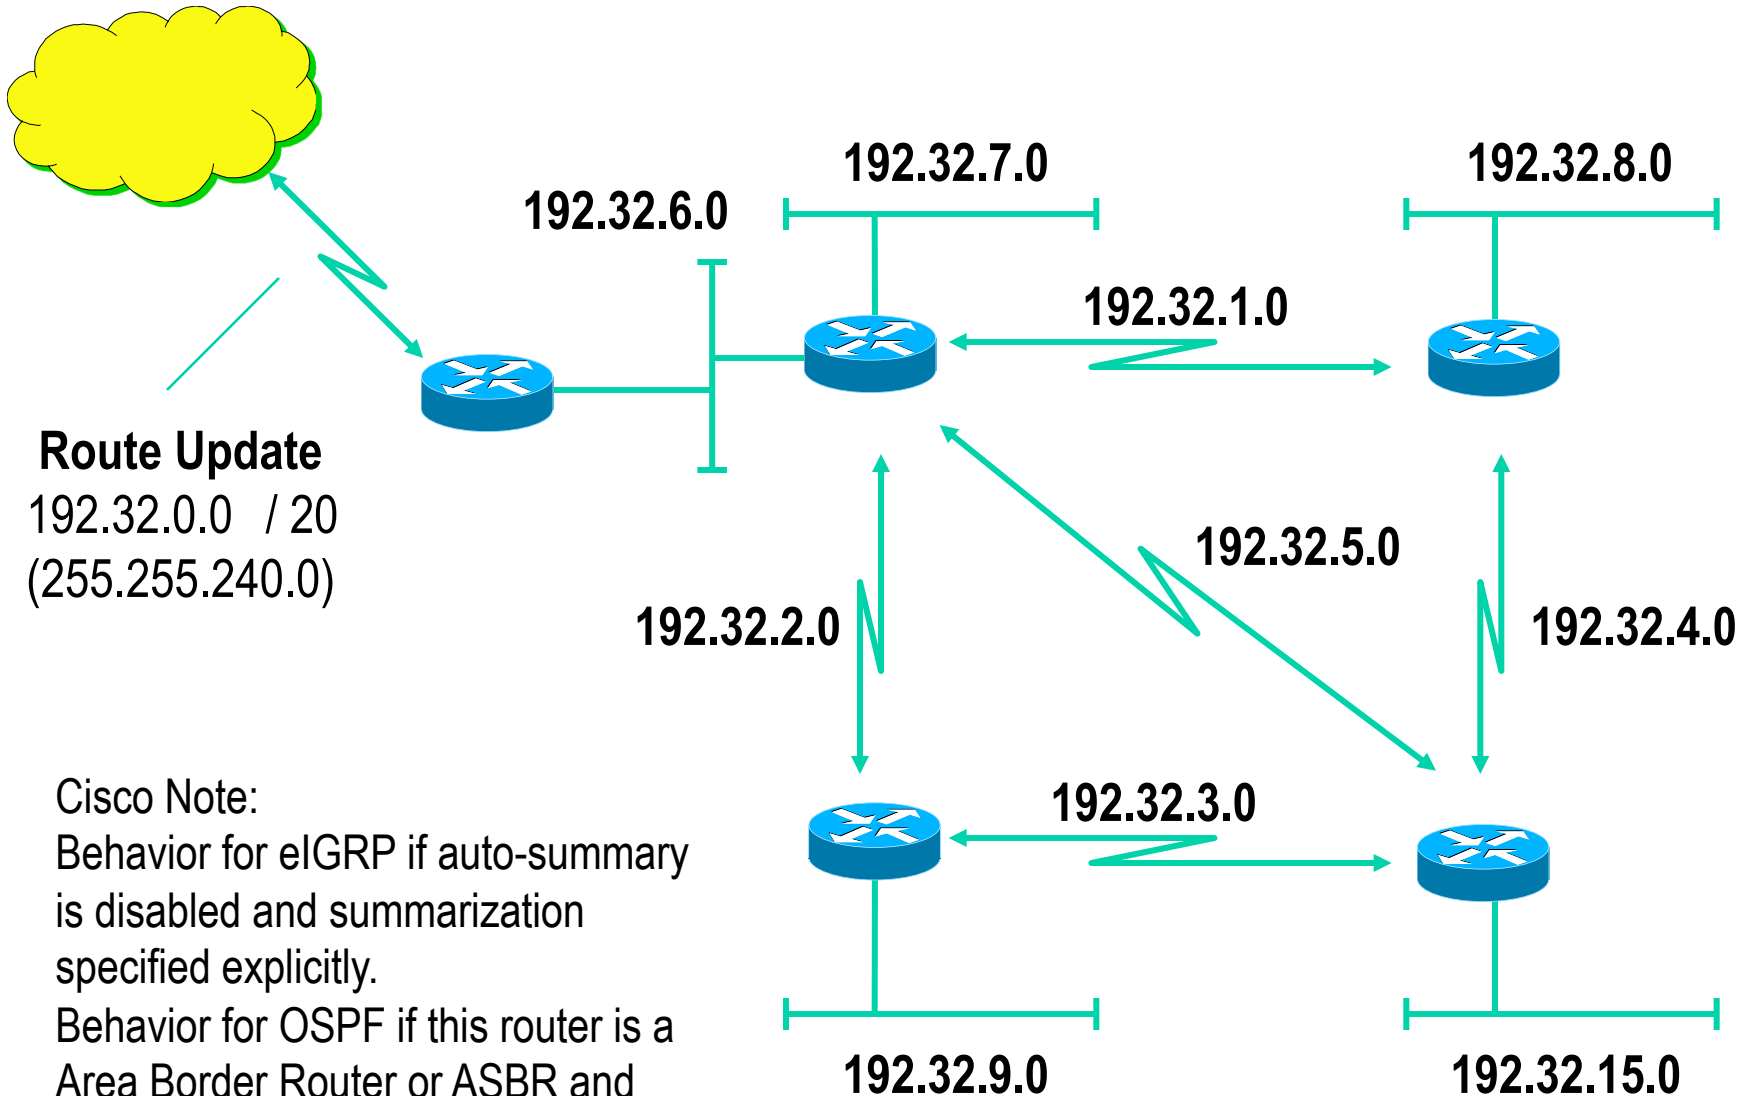 192.32.7.0
192.32.8.0
192.32.6.0
192.32.1.0
Route Update
192.32.0.0 / 20
(255.255.240.0)
192.32.5.0
192.32.2.0
192.32.4.0
Cisco Note:
192.32.3.0
Behavior for eIGRP if auto-summary
is disabled and summarization
specified explicitly.
Behavior for OSPF if this router is a
Area Border Router or ASBR and
192.32.9.0
192.32.15.0